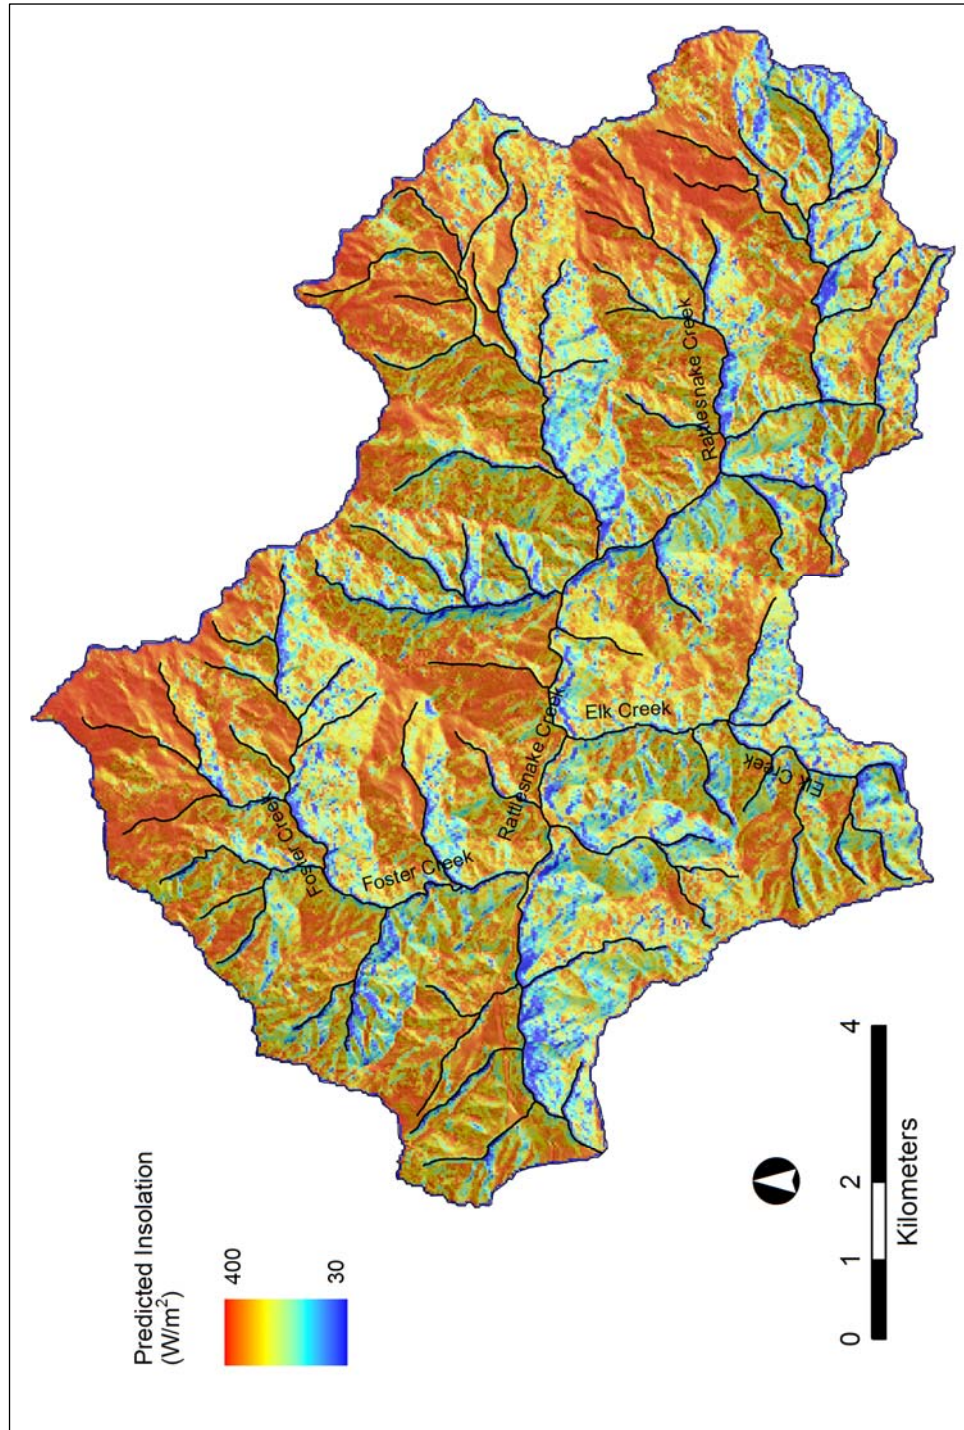 Foster Creek
Foster Creek
Rattlesnake Creek
Rattlesnake Creek
Elk Creek
Elk Creek
Predicted Insolation
(W/m²)
400
30
0 1 2 4
Kilometers